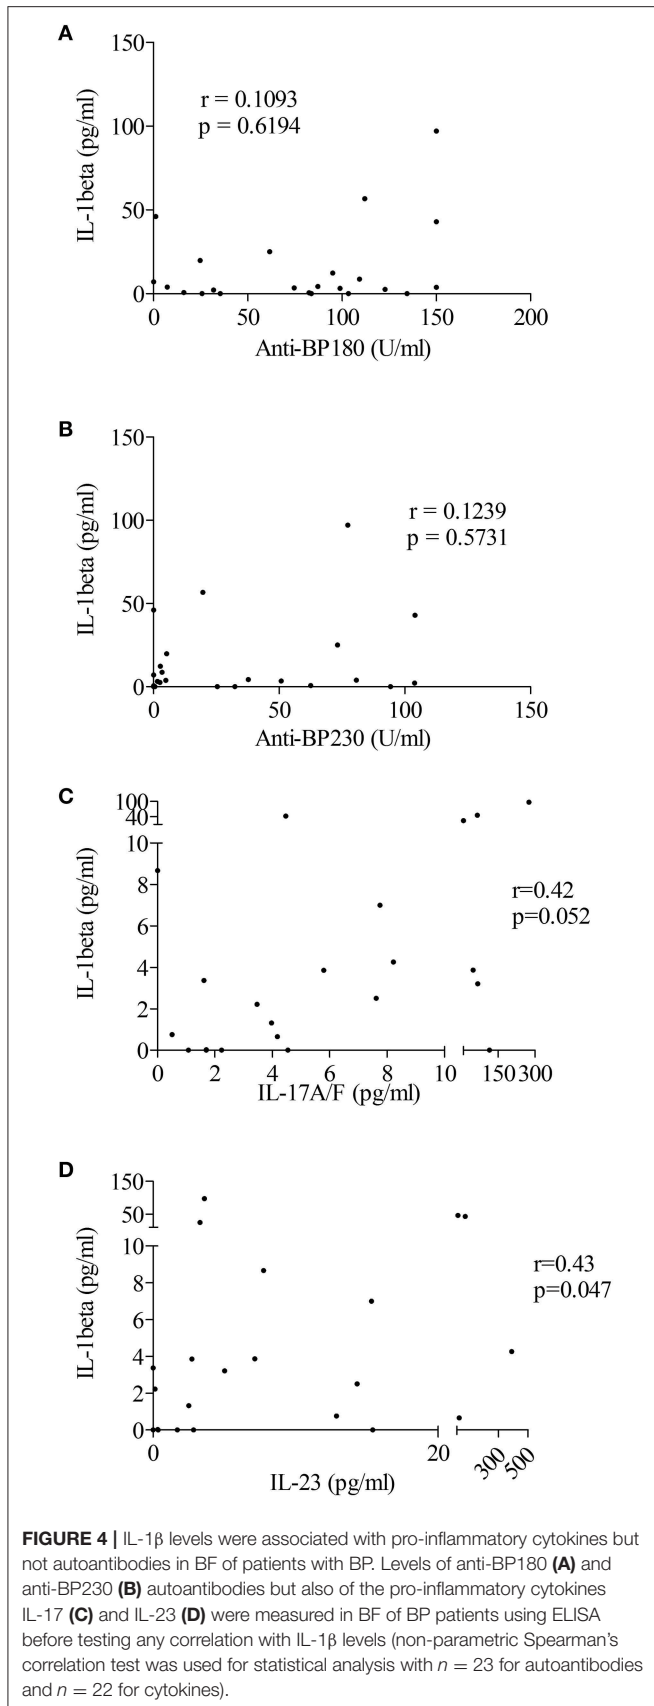 A
150
100
50
0
IL-1beta (pg/ml)
r = 0.1093
p = 0.6194
0 50 100 150 200
Anti-BP180 (U/ml)
B
150
100
50
0
IL-1beta (pg/ml)
r = 0.1239
p = 0.5731
0 50 100 150
Anti-BP230 (U/ml)
C
100
40
10
8
6
4
2
0
IL-1beta (pg/ml)
r=0.42
p=0.052
0 2 4 6 8 10 150 300
IL-17A/F (pg/ml)
D
150
50
10
8
6
4
2
0
IL-1beta (pg/ml)
r=0.43
p=0.047
0 20 300 500
IL-23 (pg/ml)
FIGURE 4 | IL-1β levels were associated with pro-inflammatory cytokines but
not autoantibodies in BF of patients with BP. Levels of anti-BP180 (A) and
anti-BP230 (B) autoantibodies but also of the pro-inflammatory cytokines
IL-17 (C) and IL-23 (D) were measured in BF of BP patients using ELISA
before testing any correlation with IL-1β levels (non-parametric Spearman's
correlation test was used for statistical analysis with n = 23 for autoantibodies
and n = 22 for cytokines).